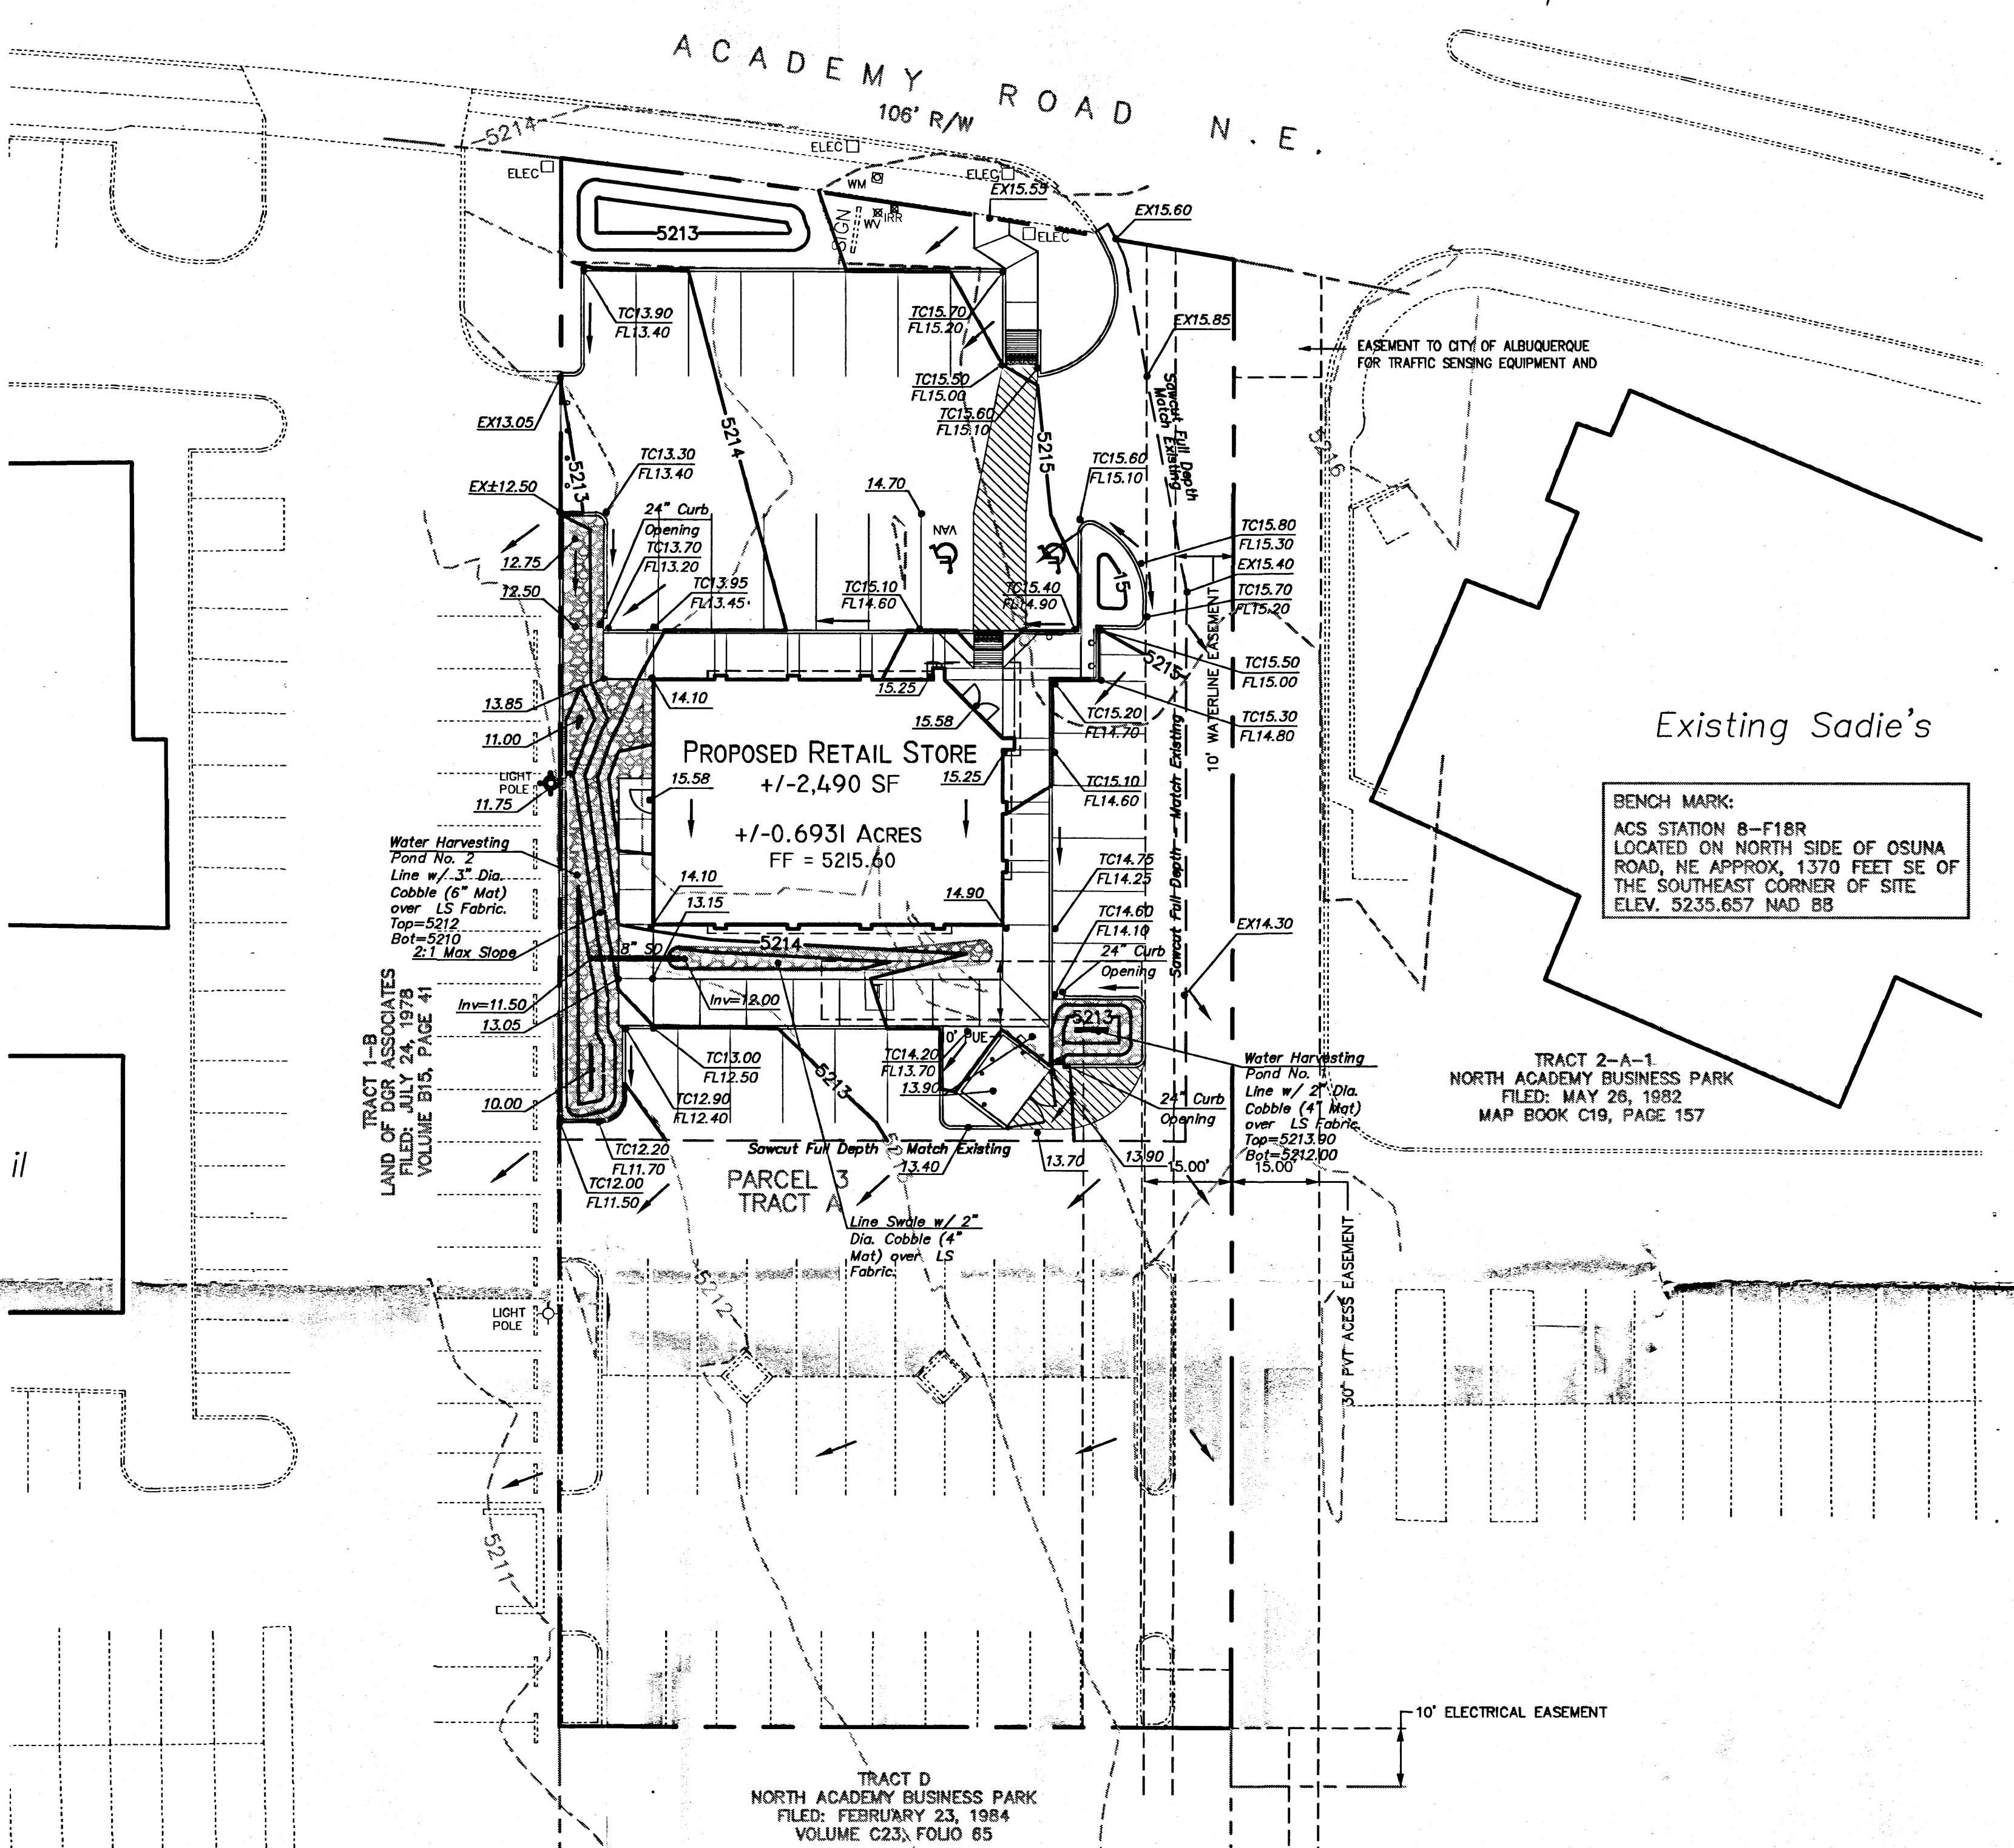 ACADEMY ROAD N.E.
106' R/W
5214
ELEC
ELEC
ELEC
WM
EX15.55
WV
IRR
SIGN
ELEC
EX15.60
5213
TC13.90
FL13.40
TC15.70
FL15.20
EX15.85
EASEMENT TO CITY OF ALBUQUERQUE
FOR TRAFFIC SENSING EQUIPMENT AND
TC15.50
FL15.00
TC15.60
FL15.10
EX13.05
5214
5215
Sawcut Full Depth
Match Existing
5213
TC13.30
FL13.40
TC15.60
FL15.10
EX±12.50
14.70
24" Curb
Opening
VAN
TC15.80
FL15.30
12.75
TC13.70
FL13.20
EX15.40
12.50
TC13.95
FL13.45
TC15.10
FL14.60
TC15.40
FL14.90
15
TC15.70
FL15.20
5215
10' WATERLINE EASEMENT
TC15.50
FL15.00
13.85
14.10
15.25
15.58
TC15.20
FL14.70
TC15.30
FL14.80
11.00
Existing Sadie's
PROPOSED RETAIL STORE
+/-2,490 SF
+/-0.6931 ACRES
FF = 5215.60
LIGHT
POLE
11.75
15.58
15.25
TC15.10
FL14.60
Sawcut Full Depth - Match Existing
BENCH MARK:
ACS STATION 8-F18R
LOCATED ON NORTH SIDE OF OSUNA
ROAD, NE APPROX, 1370 FEET SE OF
THE SOUTHEAST CORNER OF SITE
ELEV. 5235.657 NAD 88
Water Harvesting
Pond No. 2
Line w/ 3" Dia.
Cobble (6" Mat)
over LS Fabric.
Top=5212
Bot=5210
2:1 Max Slope
14.10
13.15
14.90
TC14.75
FL14.25
TC14.60
FL14.10
EX14.30
24" Curb
Opening
8" SD
5214
Inv=11.50
Inv=12.00
13.05
5213
TRACT 1-B
LAND OF DGR ASSOCIATES
FILED: JULY 24, 1978
VOLUME B15, PAGE 41
TC13.00
FL12.50
5213
TC14.20
FL13.70
13.90
0' PUE
10.00
TC12.90
FL12.40
24" Curb
Opening
Water Harvesting
Pond No. 1
Line w/ 2" Dia.
Cobble (4" Mat)
over LS Fabric.
Top=5213.90
Bot=5212.00
TRACT 2-A-1
NORTH ACADEMY BUSINESS PARK
FILED: MAY 26, 1982
MAP BOOK C19, PAGE 157
il
TC12.20
FL11.70
Sawcut Full Depth Match Existing
13.40
13.70
13.90
15.00'
15.00'
TC12.00
FL11.50
PARCEL 3
TRACT A
Line Swale w/ 2"
Dia. Cobble (4"
Mat) over LS
Fabric.
5212
30' PVT ACESS EASEMENT
LIGHT
POLE
5211
10' ELECTRICAL EASEMENT
TRACT D
NORTH ACADEMY BUSINESS PARK
FILED: FEBRUARY 23, 1984
VOLUME C23, FOLIO 65